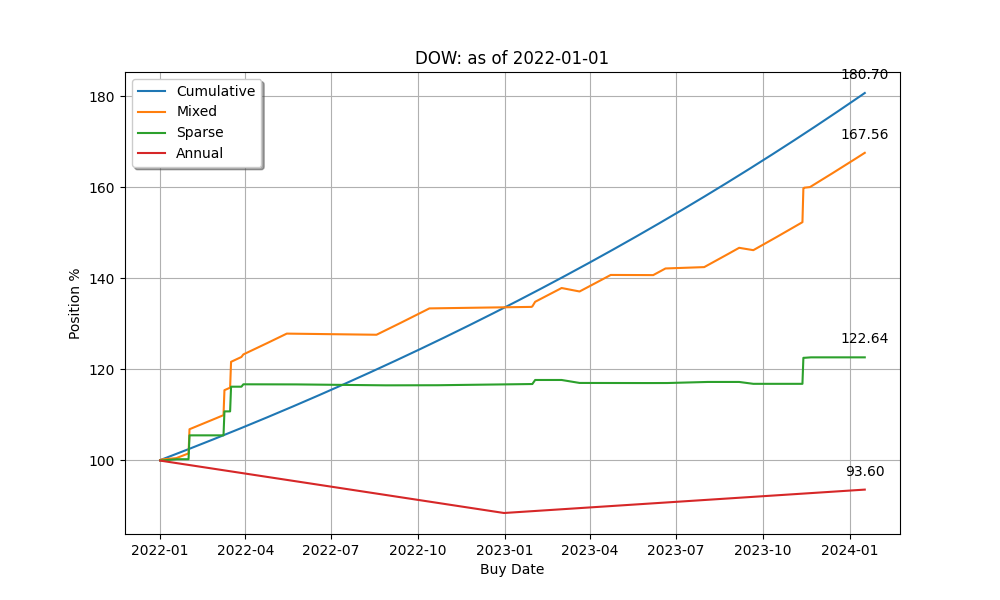 DOW: as of 2022-01-01
Cumulative
Mixed
Sparse
Annual
180.70
167.56
122.64
93.60
Position %
180
160
140
120
100
2022-01 2022-04 2022-07 2022-10 2023-01 2023-04 2023-07 2023-10 2024-01
Buy Date